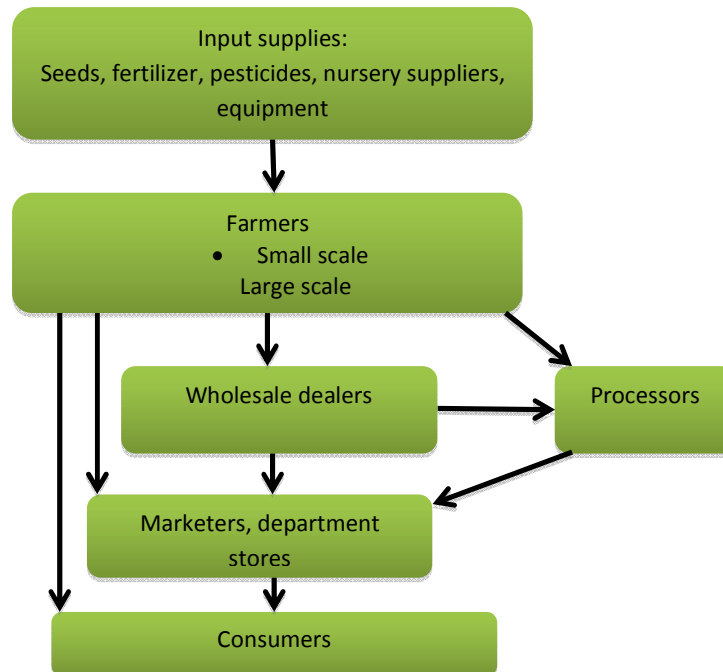 Input supplies:
Seeds, fertilizer, pesticides, nursery suppliers,
equipment
Farmers
• Small scale
Large scale
Wholesale dealers
Processors
Marketers, department
stores
Consumers